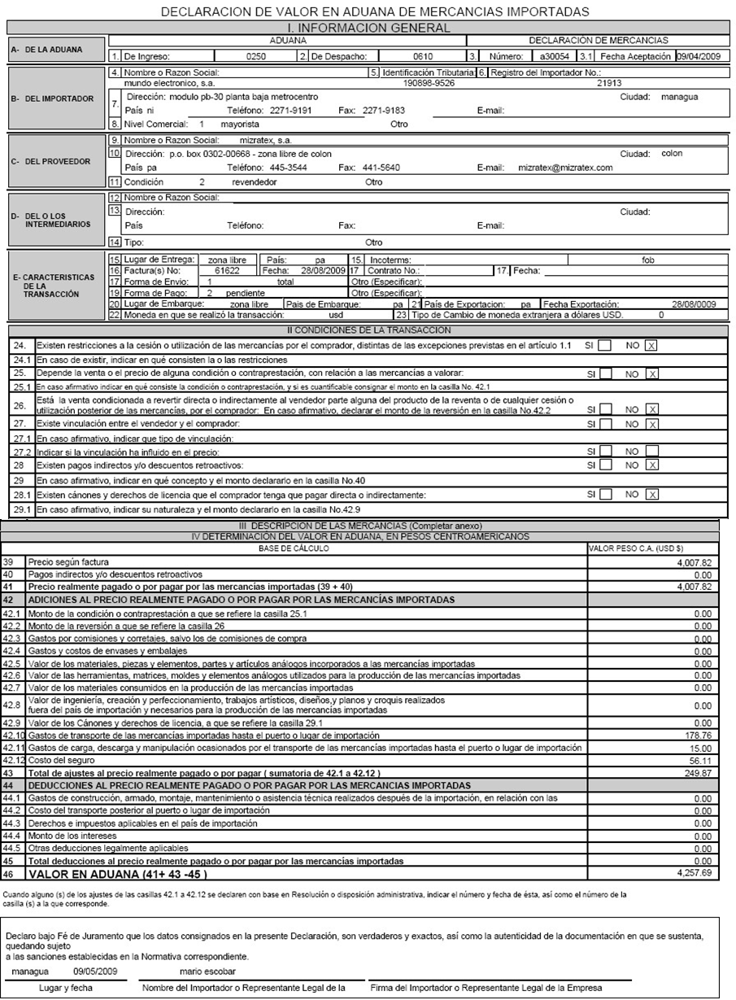 DECLARACION DE VALOR EN ADUANA DE MERCANCIAS IMPORTADAS
I. INFORMACION GENERAL
A- DE LA ADUANA
ADUANA DECLARACIÓN DE MERCANCIAS
1. De Ingreso: 0250 2. De Despacho: 0610 3. Número: a30054 3.1 Fecha Aceptación 09/04/2009
B- DEL IMPORTADOR
4. Nombre o Razon Social: 5. Identificación Tributaria: 6. Registro del Importador No.:
mundo electronico, s.a. 190898-9526 21913
7. Dirección: modulo pb-30 planta baja metrocentro Ciudad: managua
País ni Teléfono: 2271-9191 Fax: 2271-9183 E-mail:
8. Nivel Comercial: 1 mayorista Otro
C- DEL PROVEEDOR
9. Nombre o Razon Social: mizratex, s.a.
10. Dirección: p.o. box 0302-00668 - zona libre de colon Ciudad: colon
País pa Teléfono: 445-3544 Fax: 441-5640 E-mail: mizratex@mizratex.com
11. Condición 2 revendedor Otro
D- DEL O LOS INTERMEDIARIOS
12 Nombre o Razon Social:
13. Dirección: Ciudad:
País Teléfono: Fax: E-mail:
14. Tipo: Otro
E- CARACTERISTICAS DE LA TRANSACCIÓN
15. Lugar de Entrega: zona libre País: pa 15. Incoterms: fob
16. Factura(s) No: 61622 Fecha: 28/08/2009 17 Contrato No.: 17. Fecha:
17 Forma de Envio: 1 total Otro (Especificar):
19. Forma de Pago: 2 pendiente Otro (Especificar):
20 Lugar de Embarque: zona libre Pais de Embarque: pa 21 País de Exportacion: pa Fecha Exportación: 28/08/0009
22 Moneda en que se realizó la transacción: usd 23 Tipo de Cambio de moneda extranjera a dólares USD. 0
II CONDICIONES DE LA TRANSACCION
24. Existen restricciones a la cesión o utilización de las mercancías por el comprador, distintas de las excepciones previstas en el artículo 1.1 SI NO X
24.1 En caso de existir, indicar en qué consisten la o las restricciones
25. Depende la venta o el precio de alguna condición o contraprestación, con relación a las mercancías a valorar: SI NO X
25.1 En caso afirmativo indicar en qué consiste la condición o contraprestación, y si es cuantificable consignar el monto en la casilla No. 42.1
26. Está la venta condicionada a revertir directa o indirectamente al vendedor parte alguna del producto de la reventa o de cualquier cesión o
utilización posterior de las mercancías, por el comprador: En caso afirmativo, declarar el monto de la reversión en la casilla No.42.2 SI NO X
27. Existe vinculación entre el vendedor y el comprador: SI NO X
27.1 En caso afirmativo, indicar que tipo de vinculación:
27.2 Indicar si la vinculación ha influido en el precio: SI NO
28 Existen pagos indirectos y/o descuentos retroactivos: SI NO X
29 En caso afirmativo, indicar en qué concepto y el monto declararlo en la casilla No.40
28.1 Existen cánones y derechos de licencia que el comprador tenga que pagar directa o indirectamente: SI NO X
29.1 En caso afirmativo, indicar su naturaleza y el monto declararlo en la casilla No.42.9
III DESCRIPCION DE LAS MERCANCÍAS (Completar anexo)
IV DETERMINACIÓN DEL VALOR EN ADUANA, EN PESOS CENTROAMERICANOS
BASE DE CÁLCULO VALOR PESO C.A. (USD $)
39 Precio según factura 4,007.82
40 Pagos indirectos y/o descuentos retroactivos 0.00
41 Precio realmente pagado o por pagar por las mercancías importadas (39 + 40) 4,007.82
42 ADICIONES AL PRECIO REALMENTE PAGADO O POR PAGAR POR LAS MERCANCÍAS IMPORTADAS
42.1 Monto de la condición o contraprestación a que se refiere la casilla 25.1 0.00
42.2 Monto de la reversión a que se refiere la casilla 26 0.00
42.3 Gastos por comisiones y corretajes, salvo los de comisiones de compra 0.00
42.4 Gastos y costos de envases y embalajes 0.00
42.5 Valor de los materiales, piezas y elementos, partes y artículos análogos incorporados a las mercancías importadas 0.00
42.6 Valor de las herramientas, matrices, moldes y elementos análogos utilizados para la producción de las mercancías importadas 0.00
42.7 Valor de los materiales consumidos en la producción de las mercancías importadas 0.00
42.8 Valor de ingeniería, creación y perfeccionamiento, trabajos artísticos, diseños,y planos y croquis realizados
fuera del país de importación y necesarios para la producción de las mercancías importadas 0.00
42.9 Valor de los Cánones y derechos de licencia, a que se refiere la casilla 29.1 0.00
42.10 Gastos de transporte de las mercancías importadas hasta el puerto o lugar de importación 178.76
42.11 Gastos de carga, descarga y manipulación ocasionados por el transporte de las mercancías importadas hasta el puerto o lugar de importación 15.00
42.12 Costo del seguro 56.11
43 Total de ajustes al precio realmente pagado o por pagar ( sumatoria de 42.1 a 42.12 ) 249.87
44 DEDUCCIONES AL PRECIO REALMENTE PAGADO O POR PAGAR POR LAS MERCANCIAS IMPORTADAS
44.1 Gastos de construcción, armado, montaje, mantenimiento o asistencia técnica realizados después de la importación, en relación con las 0.00
44.2 Costo del transporte posterior al puerto o lugar de importación 0.00
44.3 Derechos e impuestos aplicables en el país de importación 0.00
44.4 Monto de los intereses 0.00
44.5 Otras deducciones legalmente aplicables 0.00
45 Total deducciones al precio realmente pagado o por pagar por las mercancías importadas 0.00
46 VALOR EN ADUANA (41+ 43 -45 ) 4,257.69
Cuando alguno (s) de los ajustes de las casillas 42.1 a 42.12 se declaren con base en Resolución o disposición administrativa, indicar el número y fecha de ésta, así como el número de la
casilla (s) a la que corresponde.
Declaro bajo Fé de Juramento que los datos consignados en la presente Declaración, son verdaderos y exactos, así como la autenticidad de la documentación en que se sustenta,
quedando sujeto
a las sanciones establecidas en la Normativa correspondiente.
managua 09/05/2009 mario escobar
Lugar y fecha Nombre del Importador o Representante Legal de la Firma del Importador o Representante Legal de la Empresa